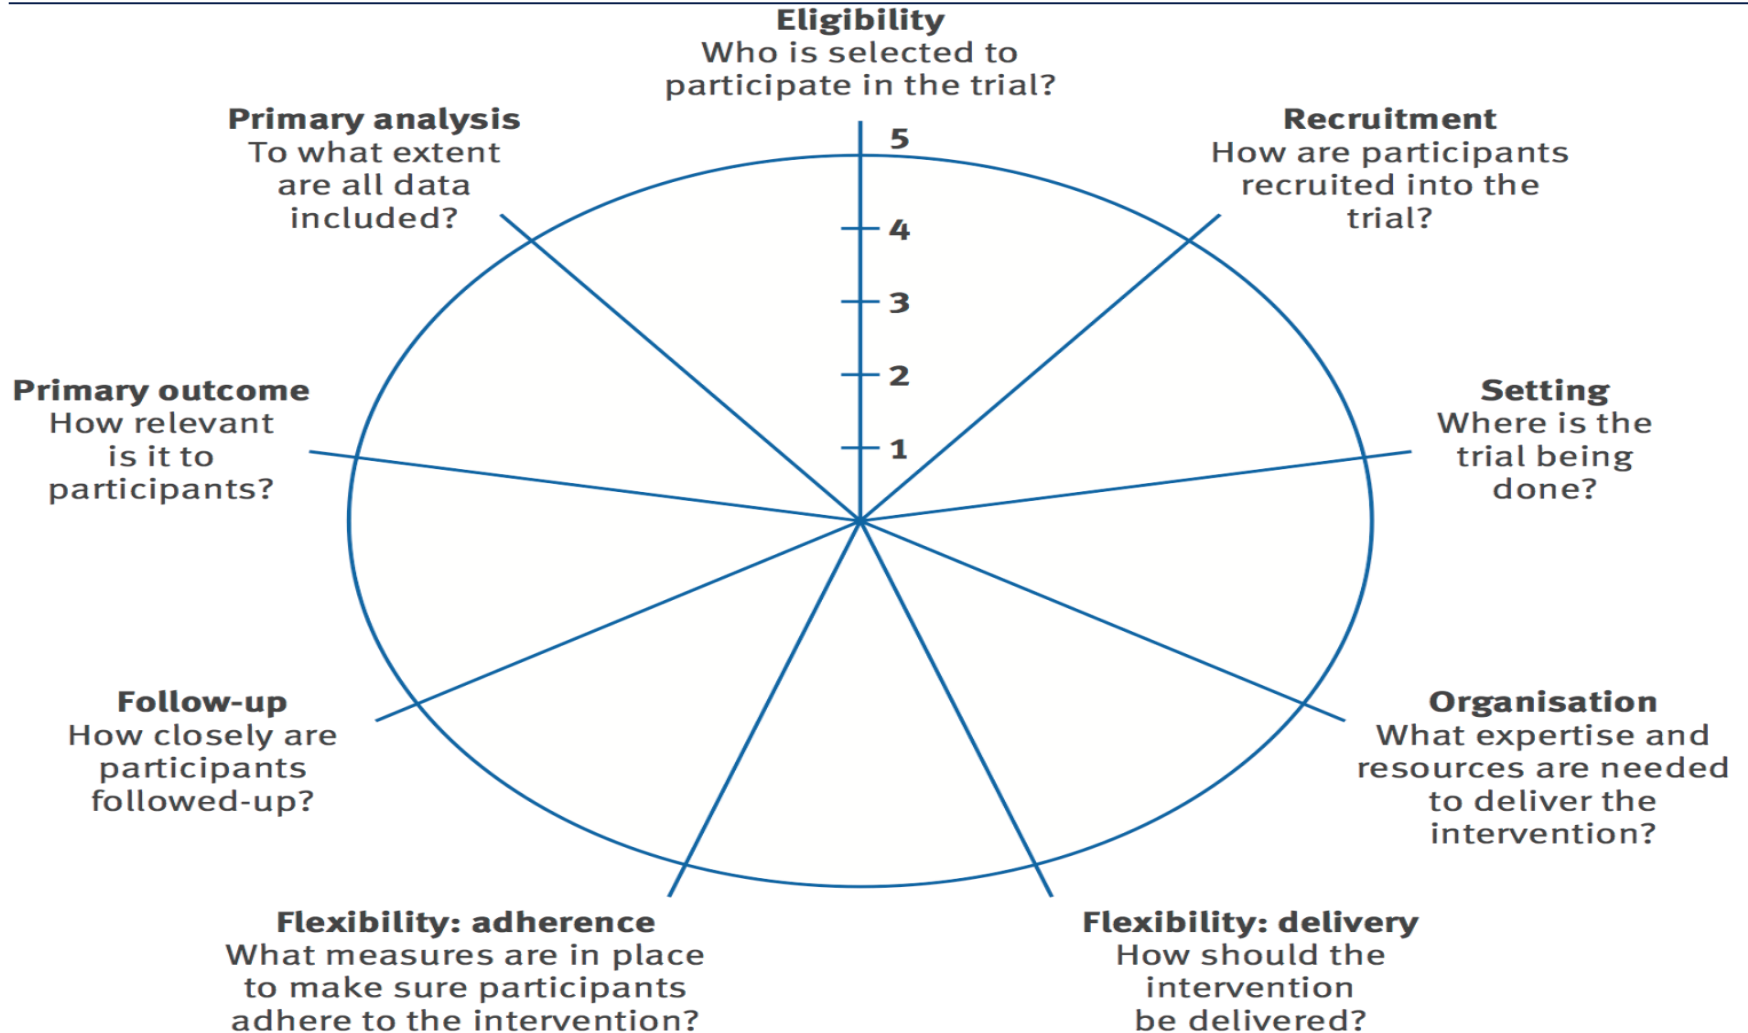 Eligibility
Who is selected to
participate in the trial?
Recruitment
How are participants
recruited into the
trial?
Setting
Where is the
trial being
done?
Organisation
What expertise and
resources are needed
to deliver the
intervention?
Flexibility: delivery
How should the
intervention
be delivered?
Flexibility: adherence
What measures are in place
to make sure participants
adhere to the intervention?
Follow-up
How closely are
participants
followed-up?
Primary outcome
How relevant
is it to
participants?
Primary analysis
To what extent
are all data
included?
5
4
3
2
1